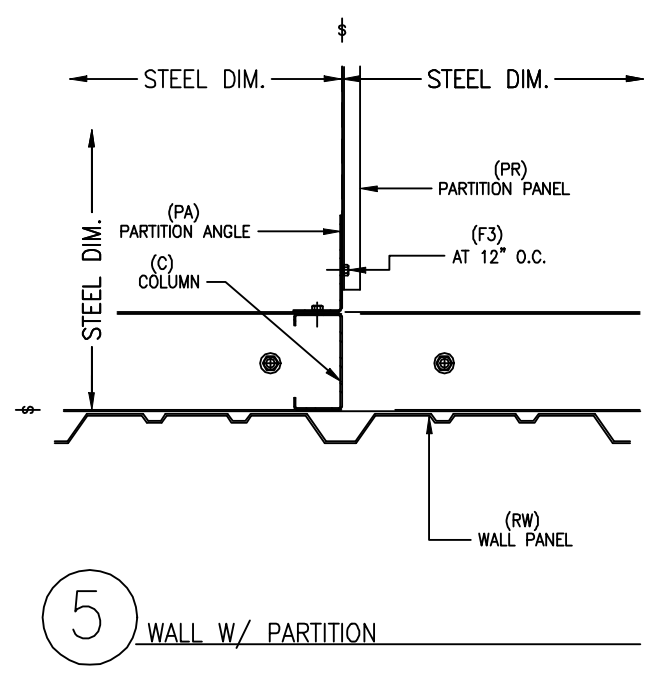 $
STEEL DIM.
STEEL DIM.
(PR)
PARTITION PANEL
(PA)
PARTITION ANGLE
(F3)
AT 12" O.C.
(C)
COLUMN
STEEL DIM.
$
(RW)
WALL PANEL
5
WALL W/ PARTITION